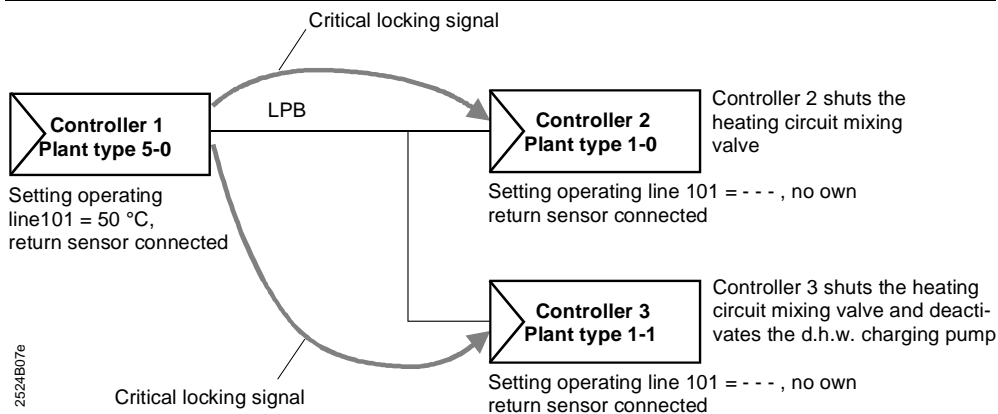 Critical locking signal
LPB
Controller 1
Plant type 5-0
Setting operating
line101 = 50 °C,
return sensor connected
Controller 2
Plant type 1-0
Controller 2 shuts the
heating circuit mixing
valve
Setting operating line 101 = - - - , no own
return sensor connected
Controller 3
Plant type 1-1
Controller 3 shuts the heating
circuit mixing valve and deacti-
vates the d.h.w. charging pump
Setting operating line 101 = - - - , no own
return sensor connected
Critical locking signal
2524B07e